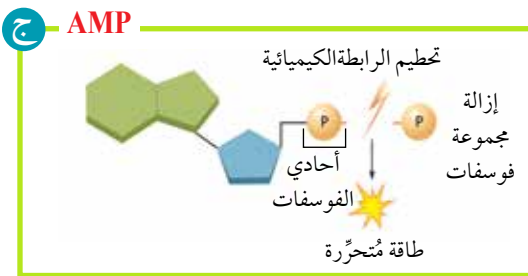 ج
AMP
تحطيم الرابطةالكيميائية
إزالة
مجموعة
فوسفات
P
P
أحادي
الفوسفات
طاقة مُتحرِّرة